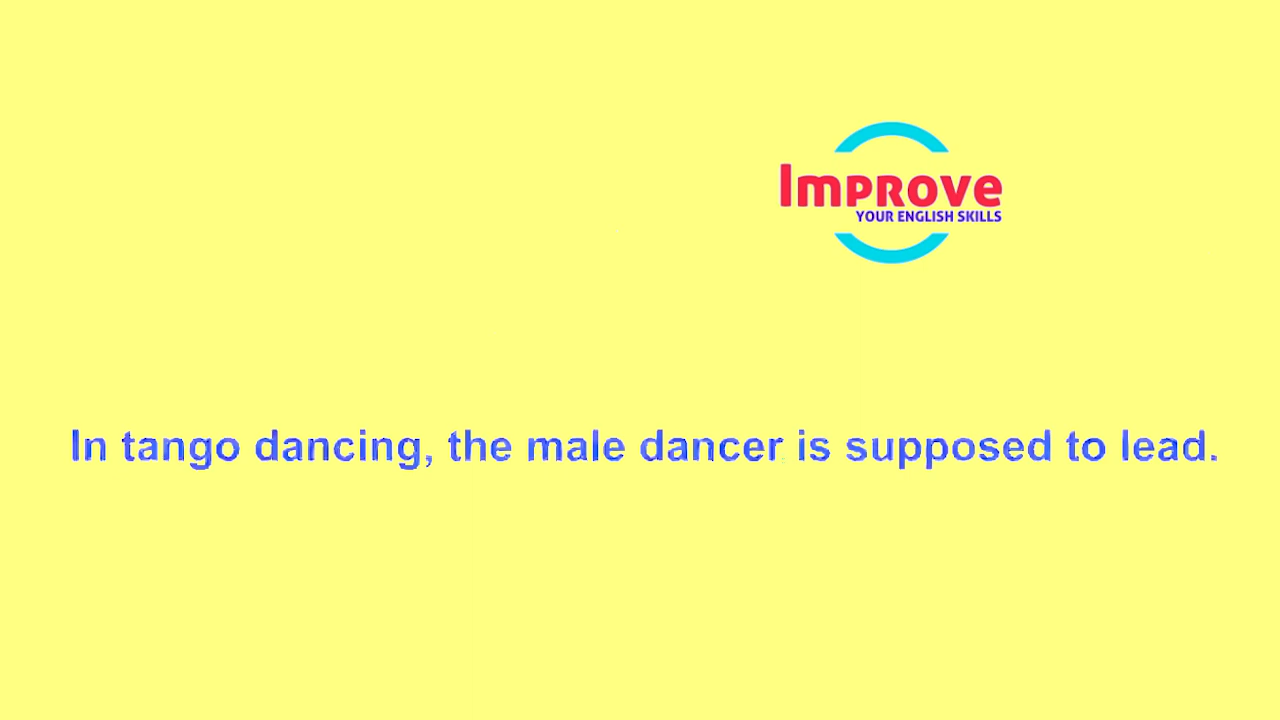 Improve
YOUR ENGLISH SKILLS
In tango dancing, the male dancer is supposed to lead.